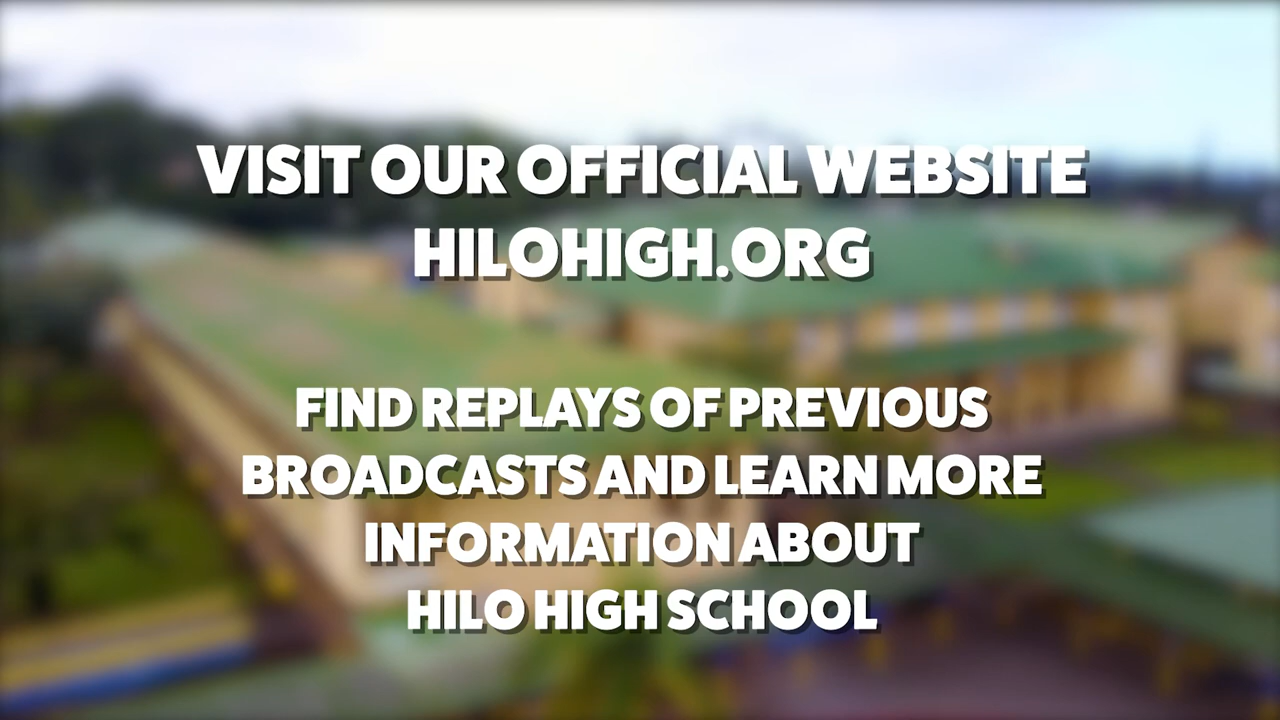 VISIT OUR OFFICIAL WEBSITE
HILOHIGH.ORG
FIND REPLAYS OF PREVIOUS
BROADCASTS AND LEARN MORE
INFORMATION ABOUT
HILO HIGH SCHOOL